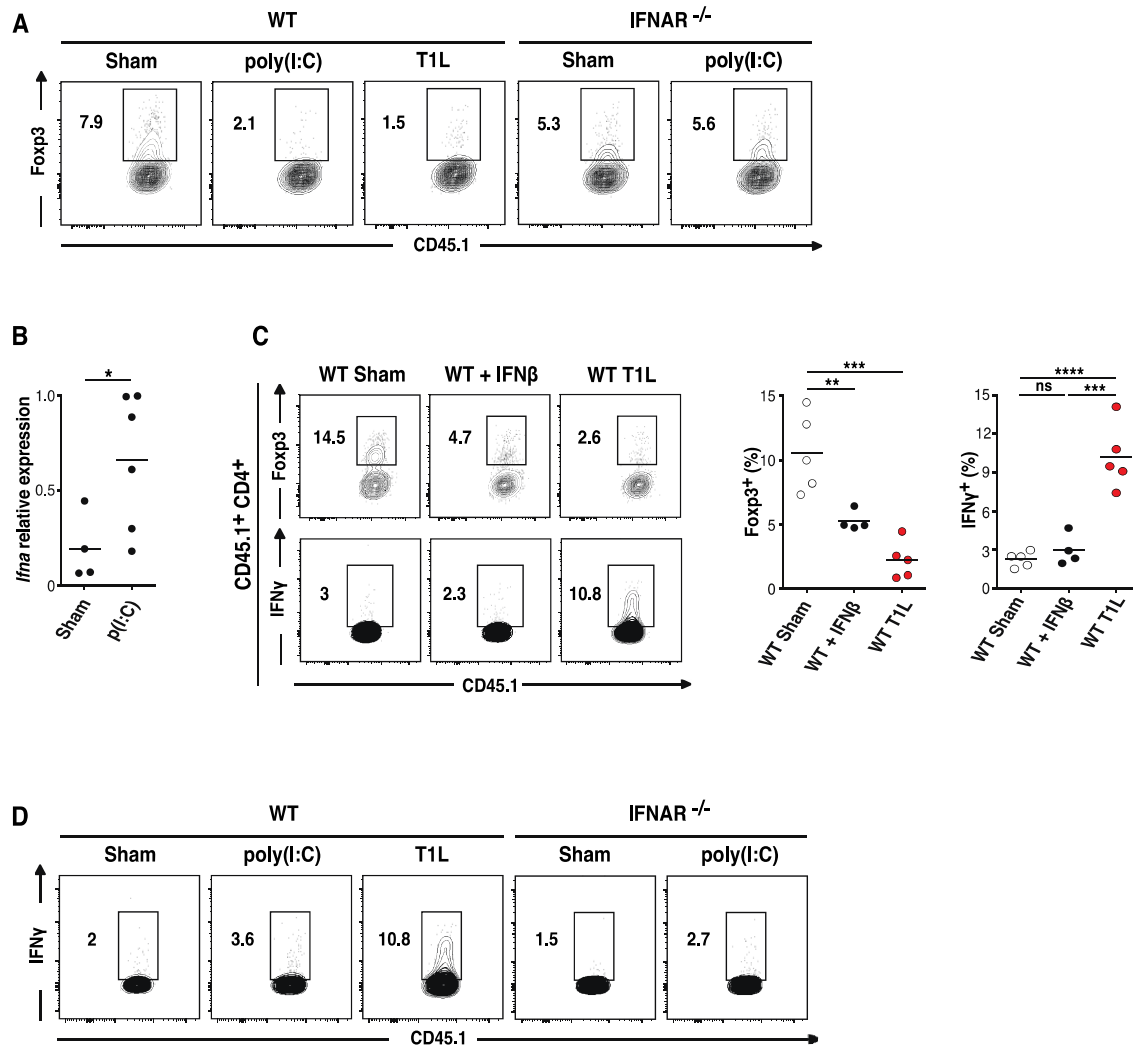 A
WT
IFNAR -/-
Sham
poly(I:C)
T1L
Sham
poly(I:C)
Foxp3
7.9
2.1
1.5
5.3
5.6
CD45.1
B
*
1.0
0.5
0
Ifna relative expression
Sham
p(I:C)
C
WT Sham
WT + IFNβ
WT T1L
CD45.1+ CD4+
Foxp3
14.5
4.7
2.6
IFNγ
3
2.3
10.8
CD45.1
***
**
15
10
5
0
Foxp3+ (%)
WT Sham
WT + IFNβ
WT T1L
****
ns
***
15
12
9
6
3
0
IFNγ+ (%)
WT Sham
WT + IFNβ
WT T1L
D
WT
IFNAR -/-
Sham
poly(I:C)
T1L
Sham
poly(I:C)
IFNγ
2
3.6
10.8
1.5
2.7
CD45.1